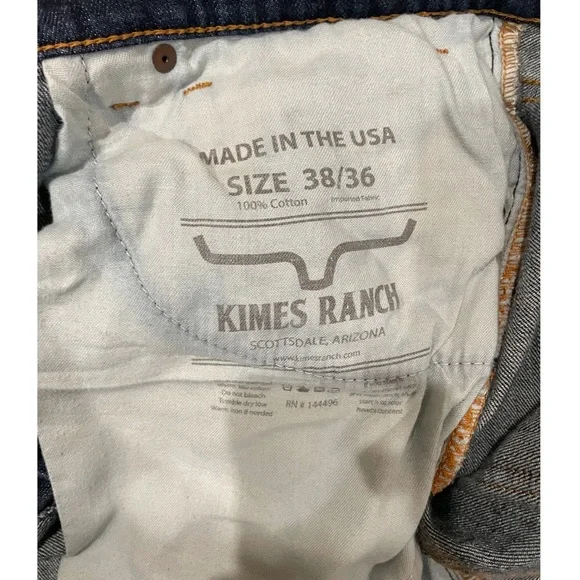 MADE IN THE USA
SIZE 38/36
100% Cotton Imported Fabric
KIMES RANCH
SCOTTSDALE, ARIZONA
www.kimesranch.com
Do not bleach
Tumble dry low
Warm iron if needed
RN # 144496